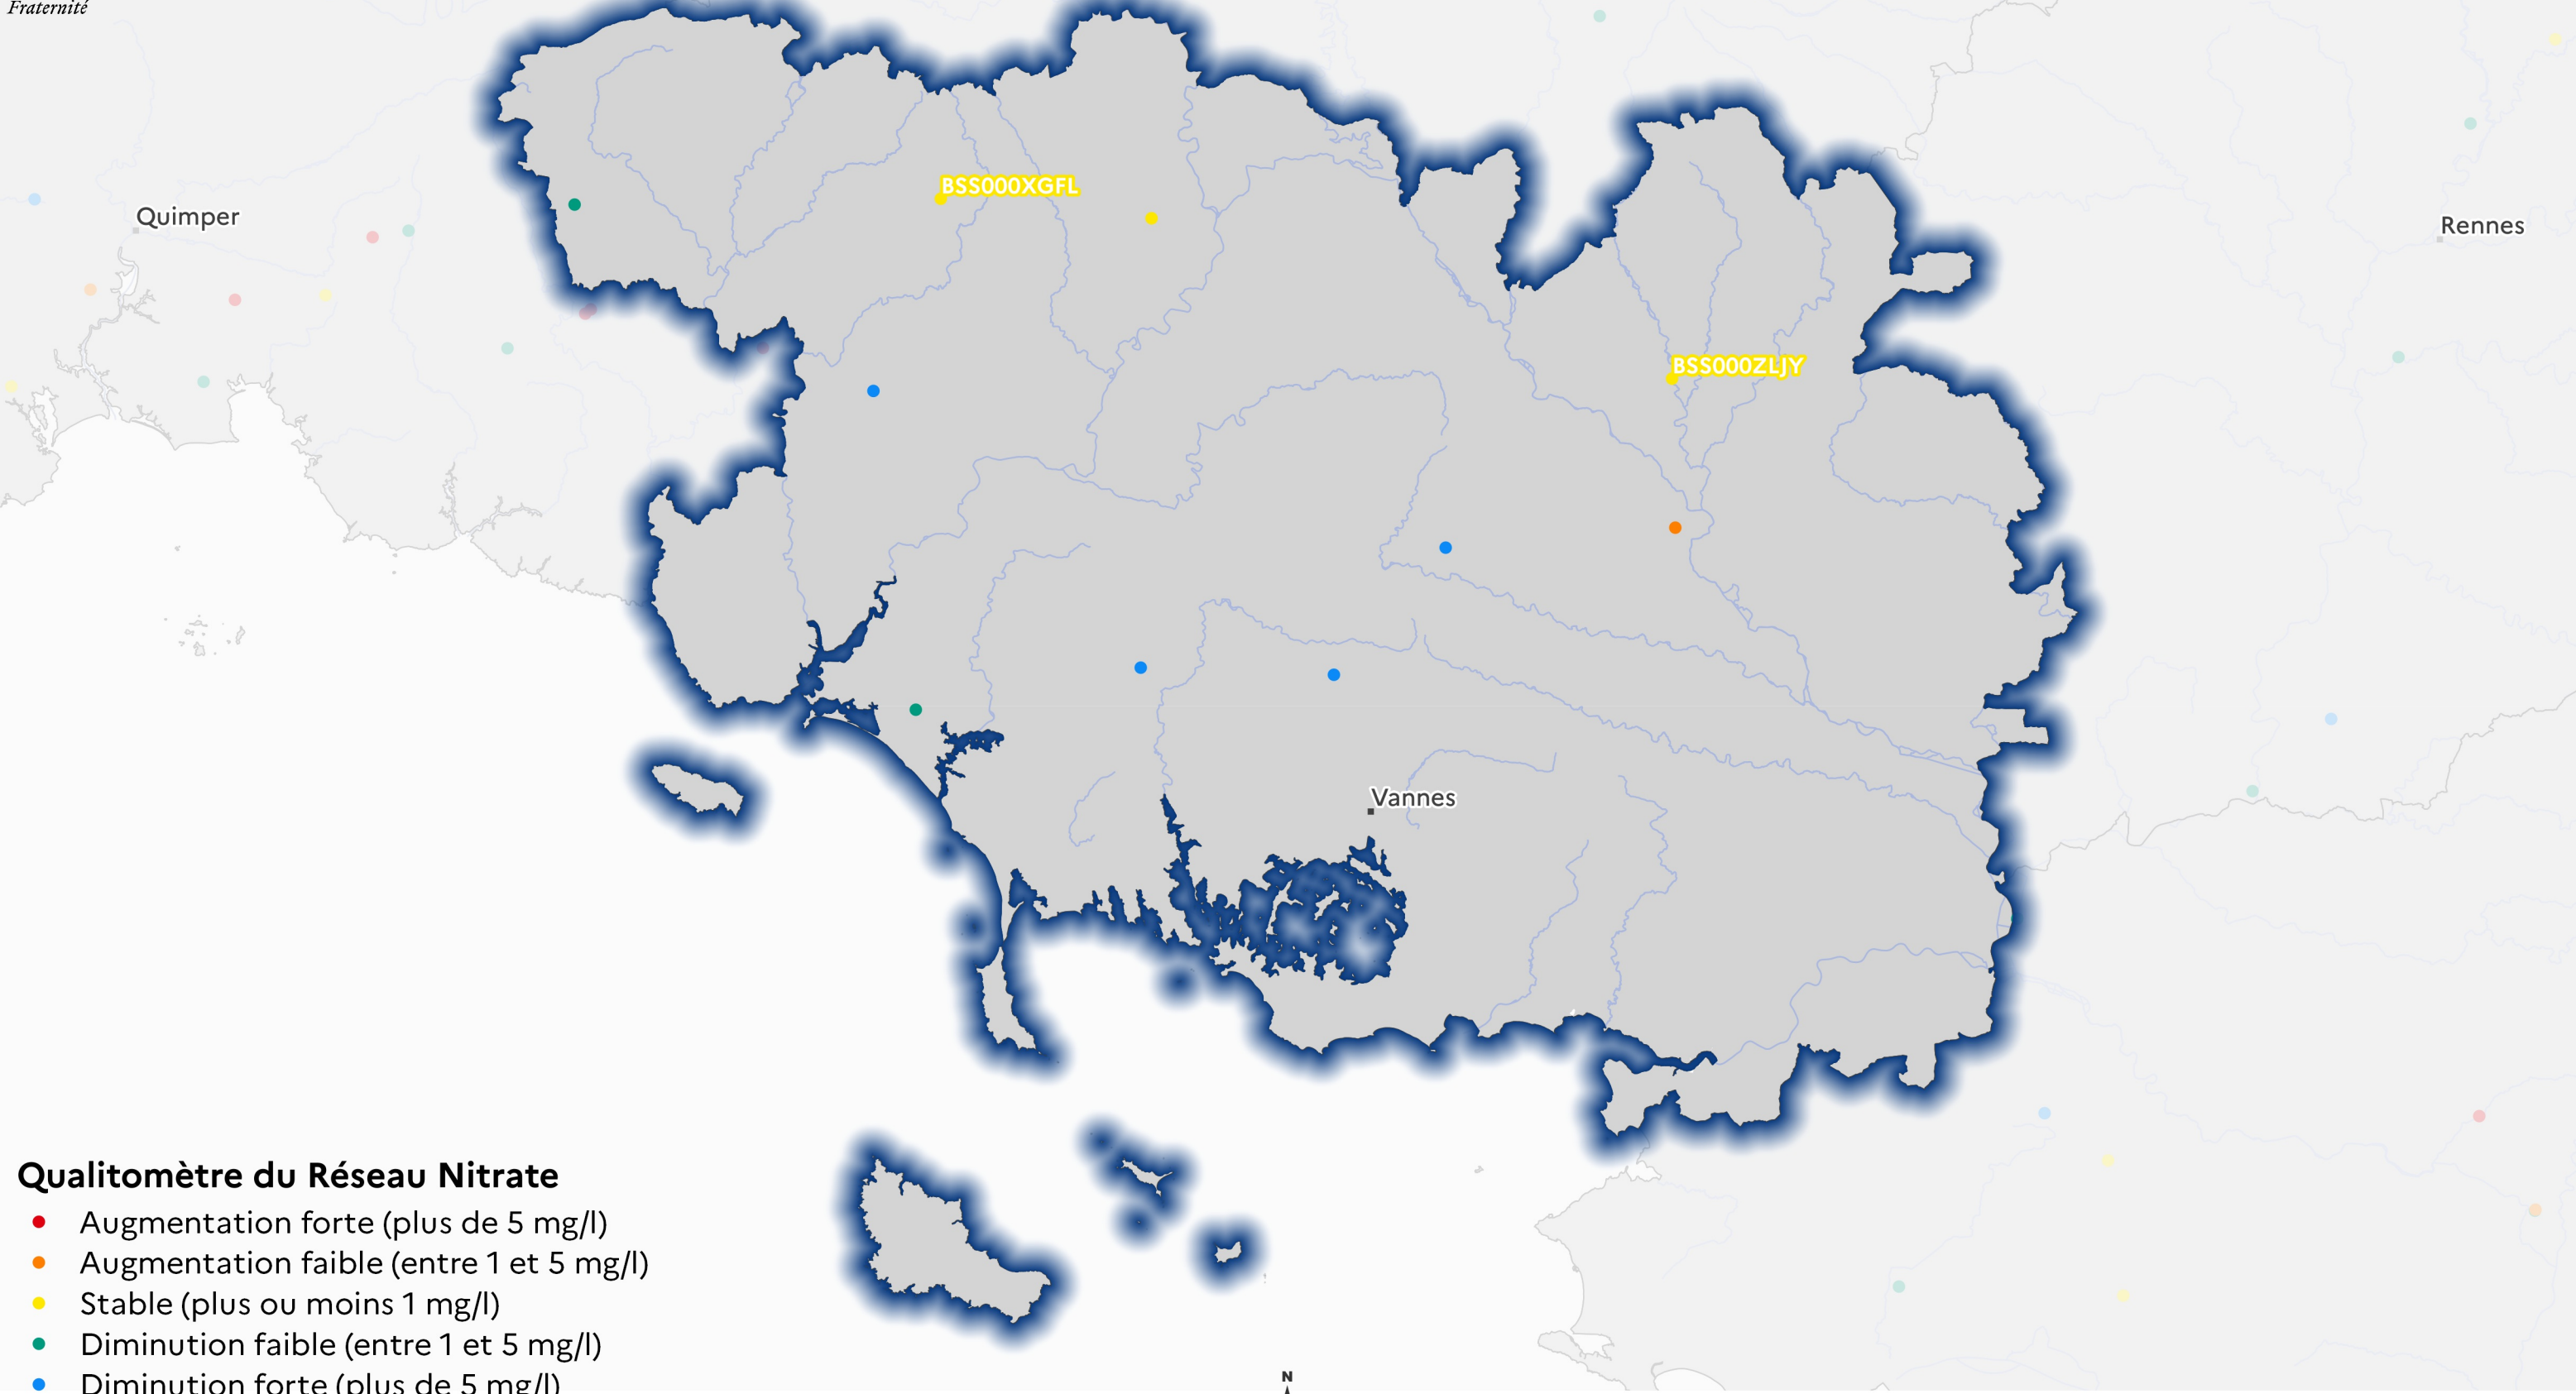 Fraternité
BSS000XGFL
Quimper
Rennes
BSS000ZLJY
Vannes
Qualitomètre du Réseau Nitrate
Augmentation forte (plus de 5 mg/l)
Augmentation faible (entre 1 et 5 mg/l)
Stable (plus ou moins 1 mg/l)
Diminution faible (entre 1 et 5 mg/l)
Diminution forte (plus de 5 mg/l)
N